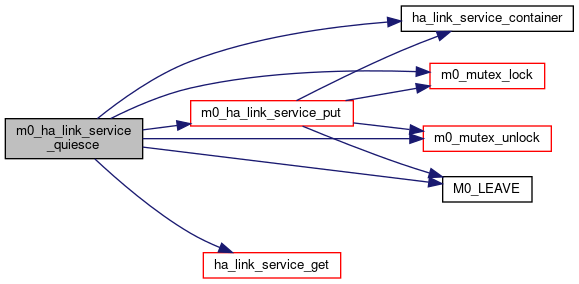 ha_link_service_container
m0_mutex_lock
m0_ha_link_service_put
m0_ha_link_service
_quiesce
m0_mutex_unlock
M0_LEAVE
ha_link_service_get